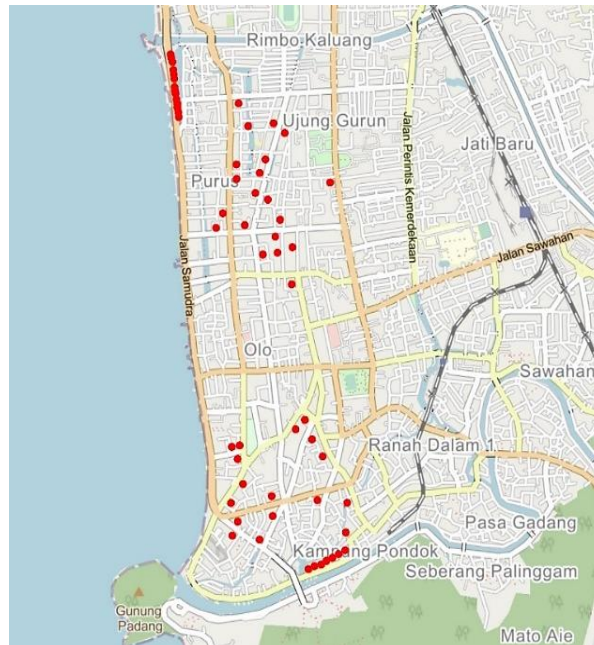 Rimbo Kaluang
Ujung Gurun
Jati Baru
Jalan Perintis Kemerdekaan
Purus
Jalan Samudra
Jalan Sawahan
Olo
Sawahan
Ranah Dalam 1
Pasa Gadang
Kampung Pondok
Seberang Palinggam
Gunung
Padang
Mato Aie